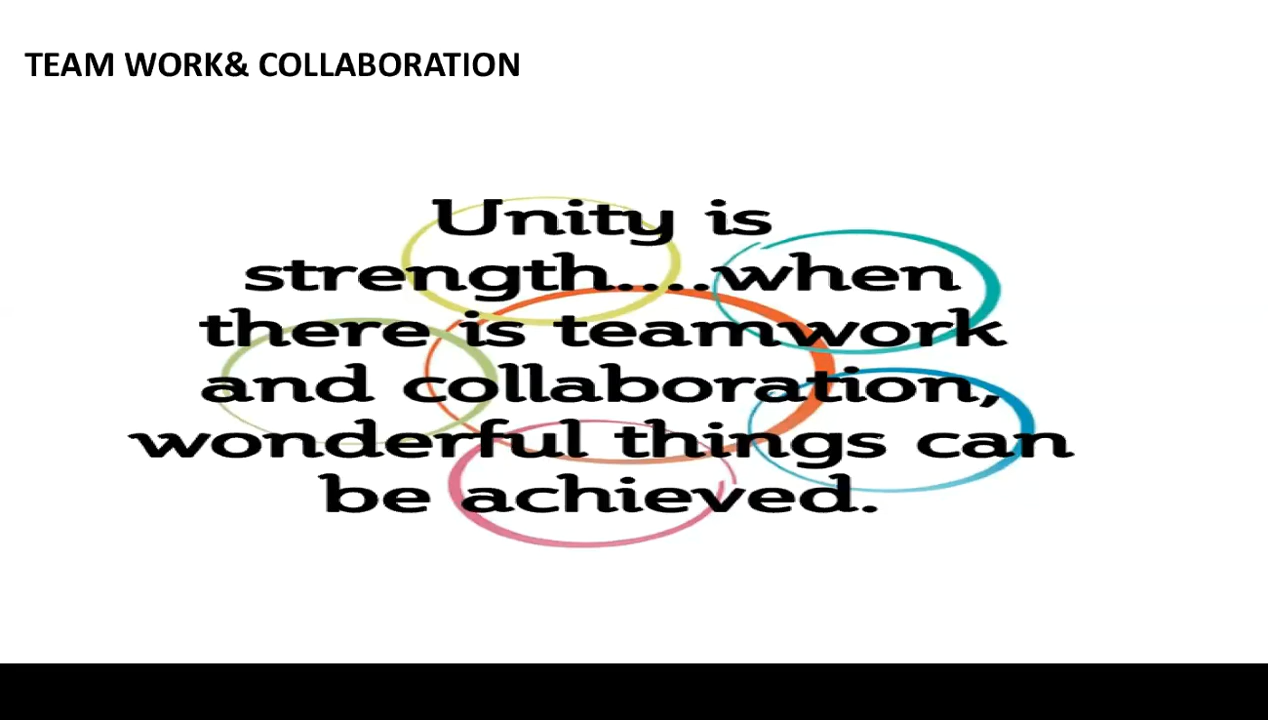 TEAM WORK& COLLABORATION
Unity is
strength....when
there is teamwork
and collaboration,
wonderful things can
be achieved.